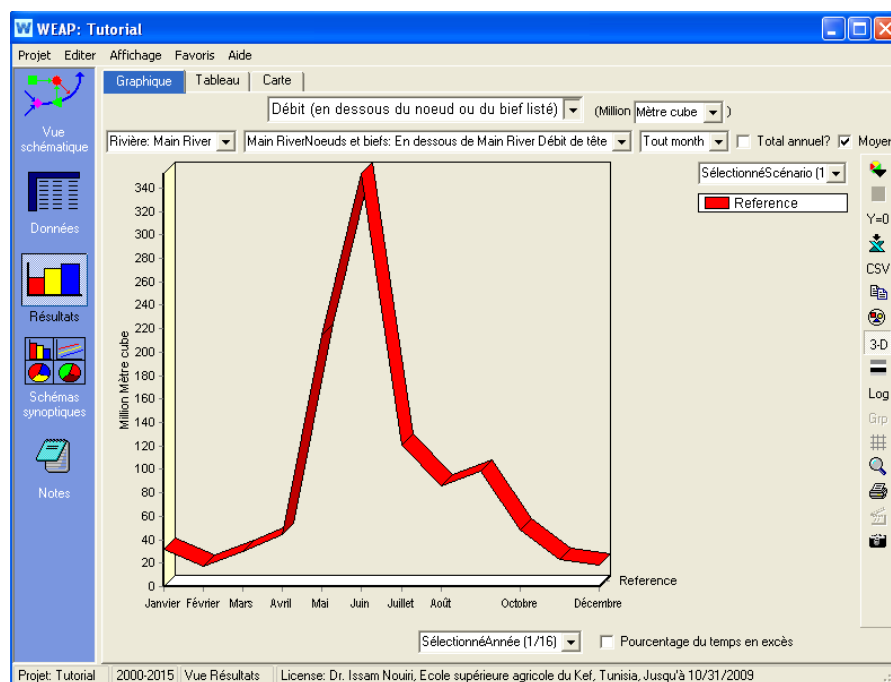 WEAP: Tutorial
Projet Editer Affichage Favoris Aide
Graphique Tableau Carte
Débit (en dessous du noeud ou du bief listé) (Million Mètre cube )
Rivière: Main River Main RiverNoeuds et biefs: En dessous de Main River Débit de tête Tout month Total annuel? Moyer
Vue schématique
Données
Résultats
Schémas synoptiques
Notes
SélectionnéScénario (1
Reference
Million Mètre cube
340
320
300
280
260
240
220
200
180
160
140
120
100
80
60
40
20
0
Janvier Février Mars Avril Mai Juin Juillet Août Octobre Décembre
Reference
Y=0
CSV
3-D
Log
Grp
SélectionnéAnnée (1/16) Pourcentage du temps en excès
Projet: Tutorial 2000-2015 Vue Résultats License: Dr. Issam Nouiri, Ecole supérieure agricole du Kef, Tunisia, Jusqu'à 10/31/2009